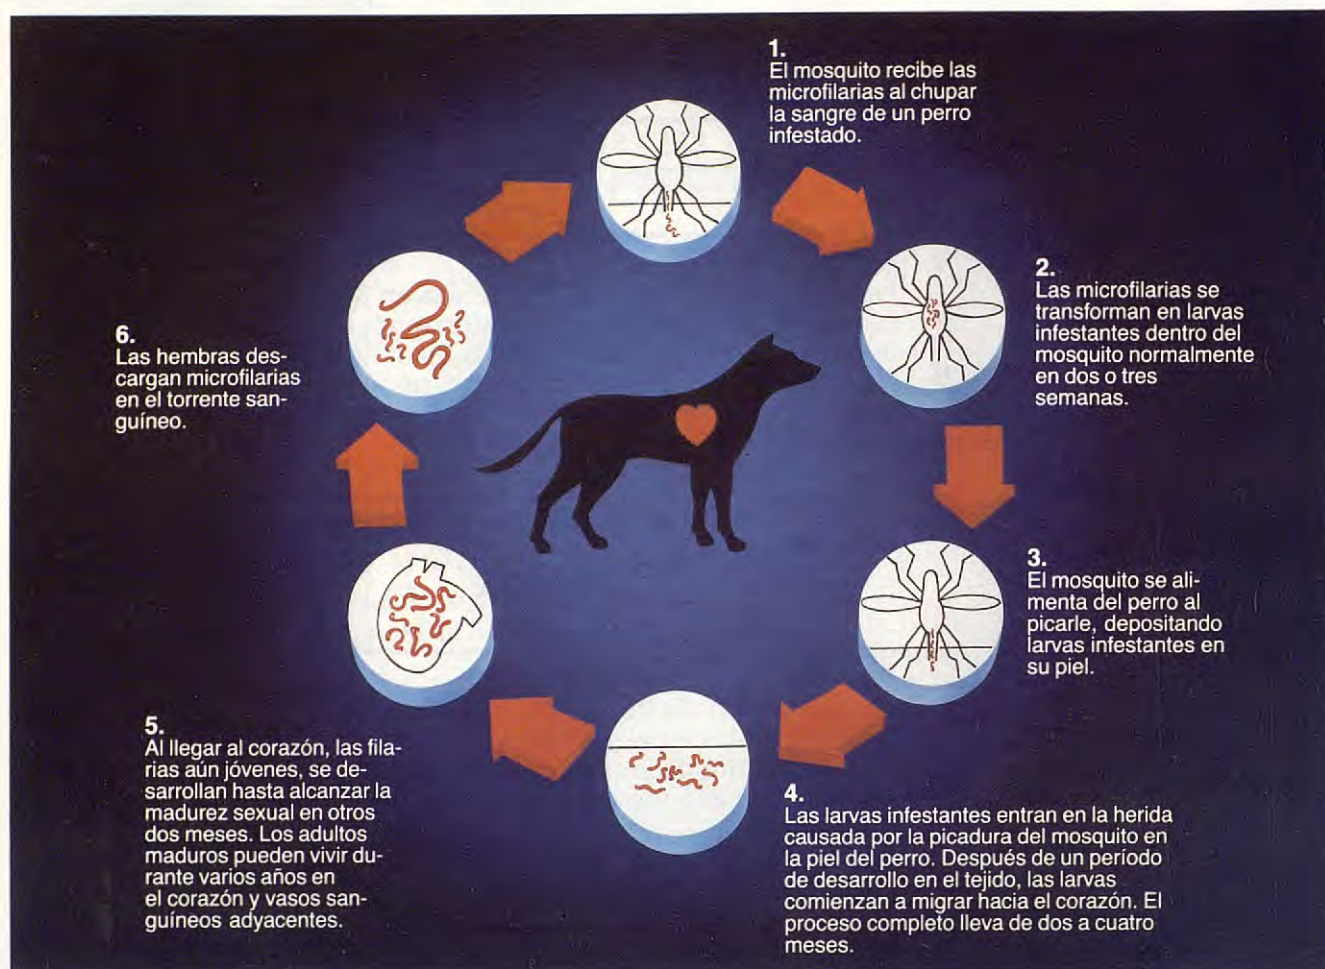 1.
El mosquito recibe las
microfilarias al chupar
la sangre de un perro
infestado.
2.
Las microfilarias se
transforman en larvas
infestantes dentro del
mosquito normalmente
en dos o tres
semanas.
3.
El mosquito se ali-
menta del perro al
picarle, depositando
larvas infestantes en
su piel.
4.
Las larvas infestantes entran en la herida
causada por la picadura del mosquito en
la piel del perro. Después de un período
de desarrollo en el tejido, las larvas
comienzan a migrar hacia el corazón. El
proceso completo lleva de dos a cuatro
meses.
5.
Al llegar al corazón, las fila-
rias aún jóvenes, se de-
sarrollan hasta alcanzar la
madurez sexual en otros
dos meses. Los adultos
maduros pueden vivir du-
rante varios años en
el corazón y vasos san-
guíneos adyacentes.
6.
Las hembras des-
cargan microfilarias
en el torrente san-
guíneo.